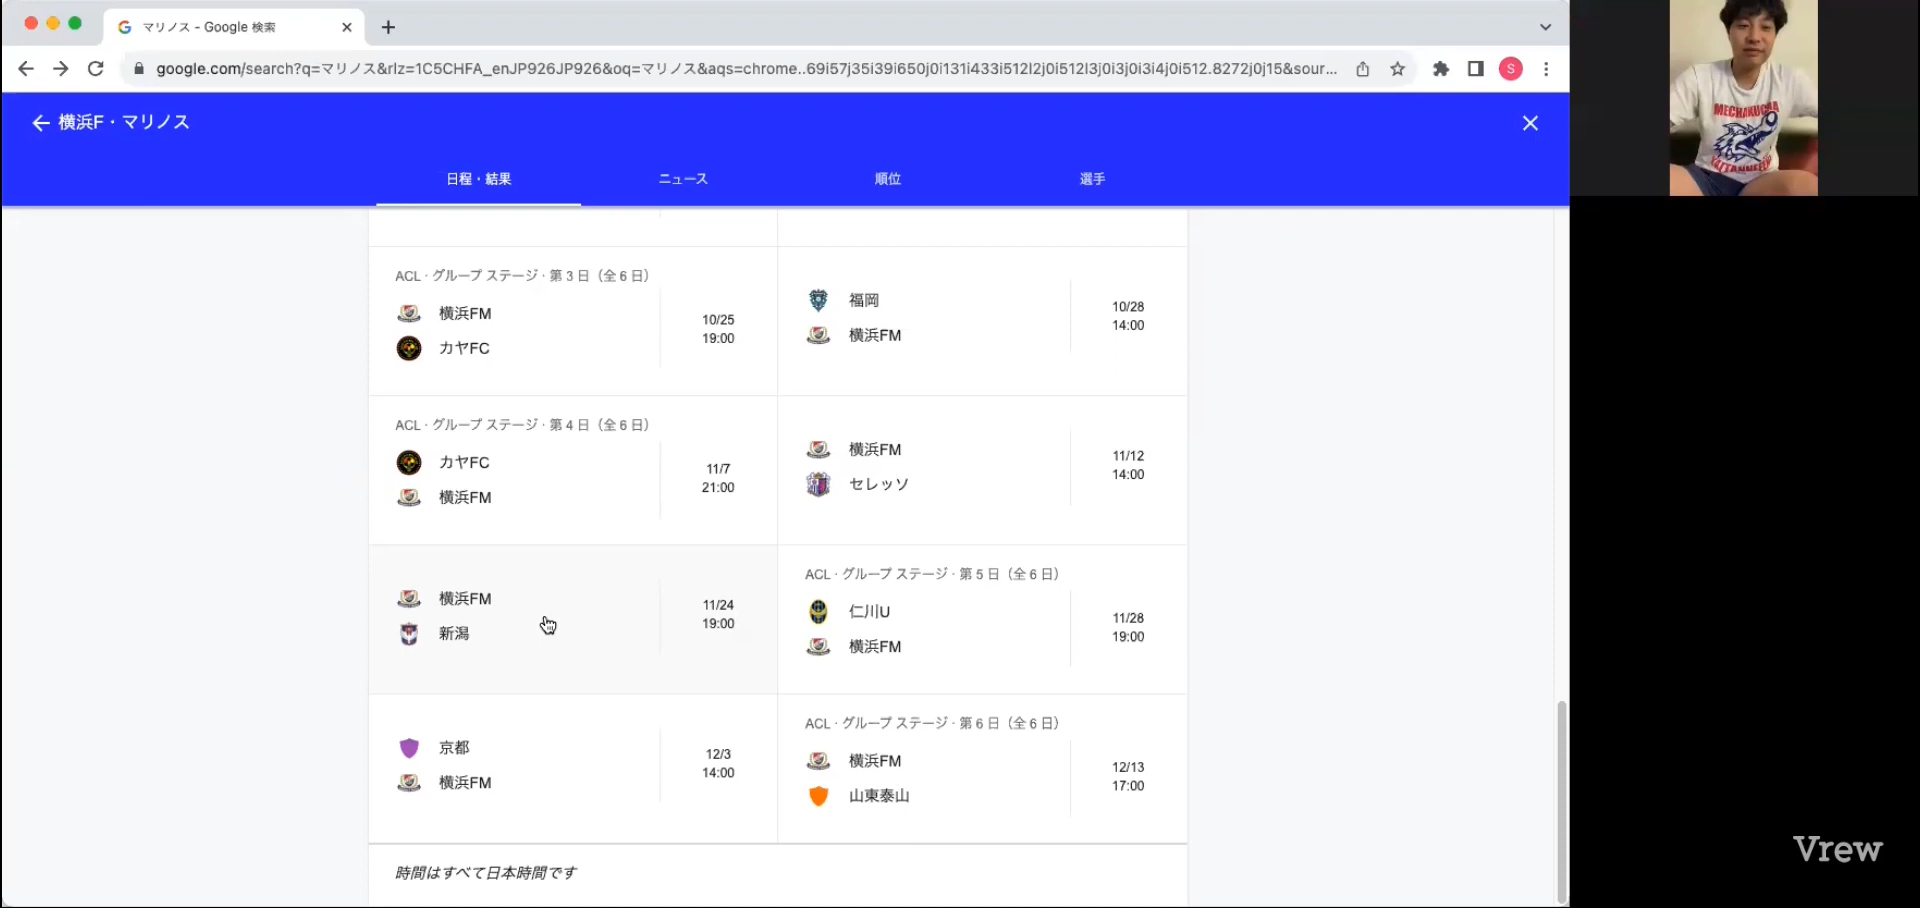 マリノス - Google 検索
google.com/search?q=マリノス&rlz=1C5CHFA_enJP926JP926&oq=マリノス&aqs=chrome..69i57j35i39i650j0i131i433i512l2j0i512l3j0i3j0i3i4j0i512.8272j0j15&sour...
S
横浜F・マリノス
日程・結果
ニュース
順位
選手
ACL · グループ ステージ · 第 3 日（全 6 日）
横浜FM
カヤFC
10/25
19:00
福岡
横浜FM
10/28
14:00
ACL · グループ ステージ · 第 4 日（全 6 日）
カヤFC
横浜FM
11/7
21:00
横浜FM
セレッソ
11/12
14:00
横浜FM
新潟
11/24
19:00
ACL · グループ ステージ · 第 5 日（全 6 日）
仁川U
横浜FM
11/28
19:00
京都
横浜FM
12/3
14:00
ACL · グループ ステージ · 第 6 日（全 6 日）
横浜FM
山東泰山
12/13
17:00
時間はすべて日本時間です
MECHAKUCHA
Vrew